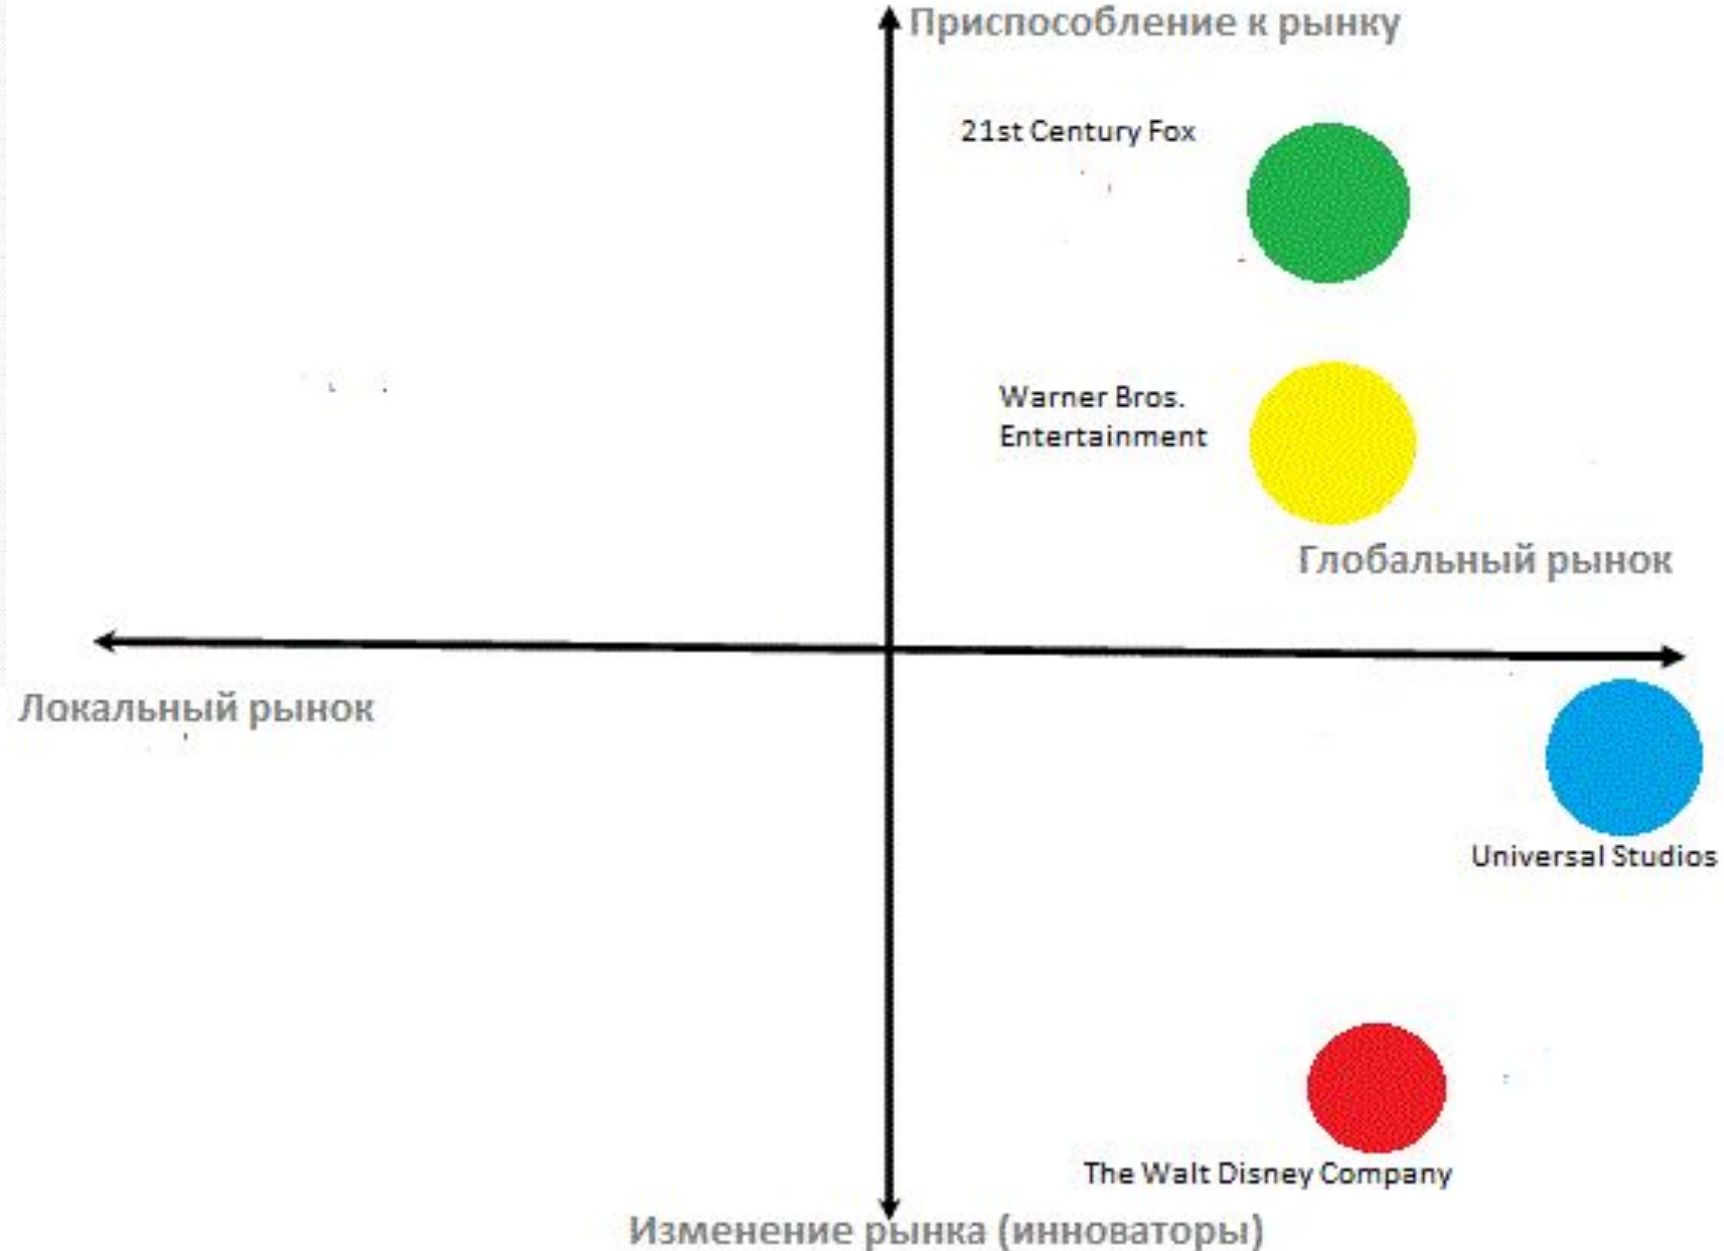 Приспособление к рынку
21st Century Fox
Warner Bros.
Entertainment
Глобальный рынок
Локальный рынок
Universal Studios
The Walt Disney Company
Изменение рынка (инноваторы)